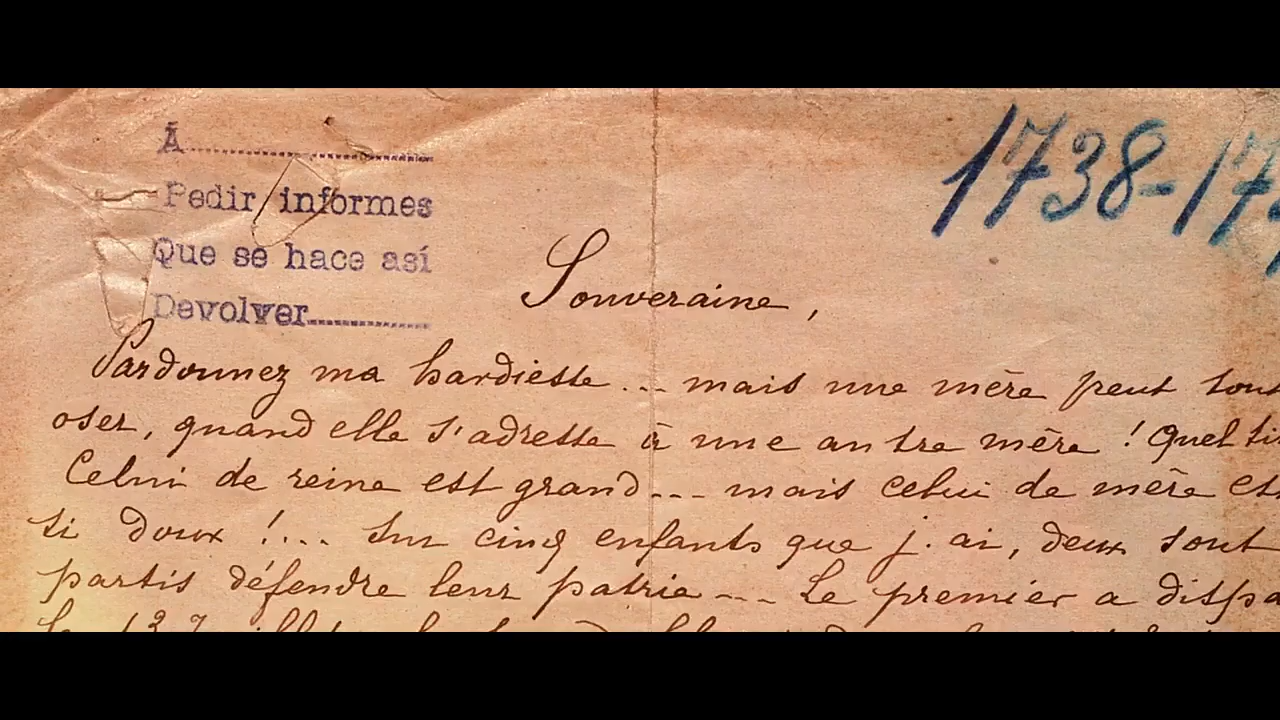 À
Pedir informes
Que se hace así
Devolver
1738-17
Souveraine,
Pardonnez ma hardiesse... mais une mère peut tout
oser, quand elle s'adresse à une autre mère ! Quel ti
Celui de reine est grand... mais celui de mère est
si doux !... Sur cinq enfants que j'ai, deux sont
partis défendre leur patrie... Le premier a dispa